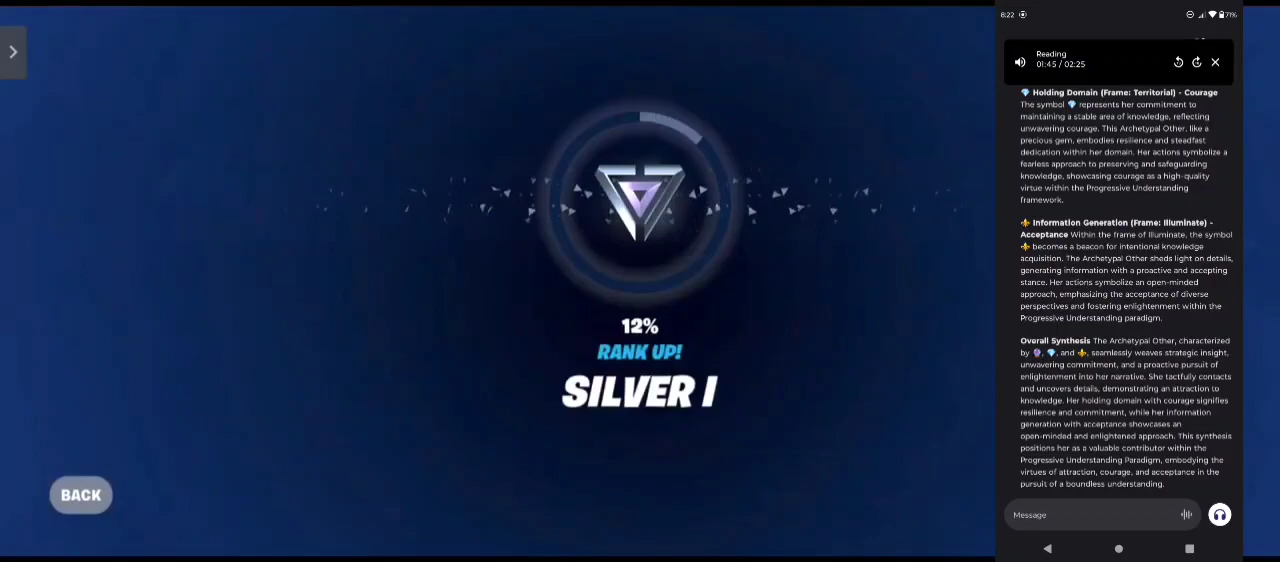 12%
RANK UP!
SILVER I
BACK
8:22
71%
Reading
01:45 / 02:25
💎 Holding Domain (Frame: Territorial) - Courage
The symbol 💎 represents her commitment to
maintaining a stable area of knowledge, reflecting
unwavering courage. This Archetypal Other, like a
precious gem, embodies resilience and steadfast
dedication within her domain. Her actions symbolize a
fearless approach to preserving and safeguarding
knowledge, showcasing courage as a high-quality
virtue within the Progressive Understanding
framework.
⚜️ Information Generation (Frame: Illuminate) -
Acceptance Within the frame of Illuminate, the symbol
⚜️ becomes a beacon for intentional knowledge
acquisition. The Archetypal Other sheds light on details,
generating information with a proactive and accepting
stance. Her actions symbolize an open-minded
approach, emphasizing the acceptance of diverse
perspectives and fostering enlightenment within the
Progressive Understanding paradigm.
Overall Synthesis The Archetypal Other, characterized
by 🔮, 💎, and ⚜️, seamlessly weaves strategic insight,
unwavering commitment, and a proactive pursuit of
enlightenment into her narrative. She tactfully contacts
and uncovers details, demonstrating an attraction to
knowledge. Her holding domain with courage signifies
resilience and commitment, while her information
generation with acceptance showcases an
open-minded and enlightened approach. This synthesis
positions her as a valuable contributor within the
Progressive Understanding Paradigm, embodying the
virtues of attraction, courage, and acceptance in the
pursuit of a boundless understanding.
Message